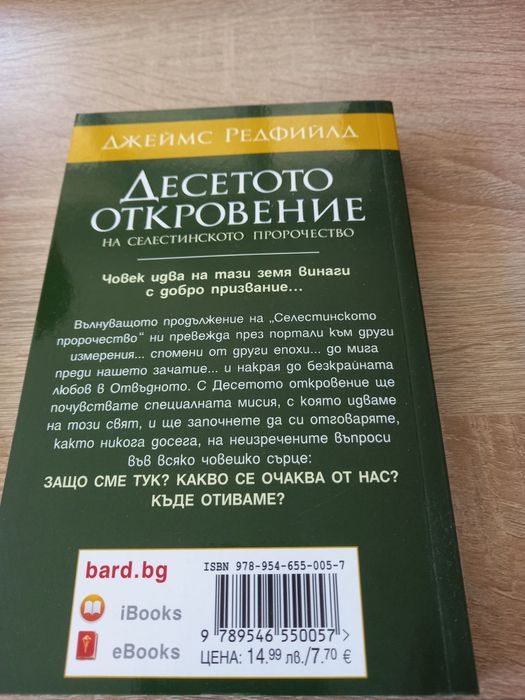 ДЖЕЙМС РЕДФИЙЛД
ДЕСЕТОТО
ОТКРОВЕНИЕ
НА СЕЛЕСТИНСКОТО ПРОРОЧЕСТВО
Човек идва на тази земя винаги
с добро призвание...
Вълнуващото продължение на „Селестинското
пророчество“ ни превежда през портали към други
измерения... спомени от други епохи... до мига
преди нашето зачатие... и накрая до безкрайната
любов в Отвъдното. С Десетото откровение ще
почувствате специалната мисия, с която идваме
на този свят, и ще започнете да си отговаряте,
както никога досега, на неизречените въпроси
във всяко човешко сърце:
ЗАЩО СМЕ ТУК? КАКВО СЕ ОЧАКВА ОТ НАС?
КЪДЕ ОТИВАМЕ?
bard.bg
iBooks
eBooks
ISBN 978-954-655-005-7
9 789546 550057 >
ЦЕНА: 14.99 лв./7.70 €